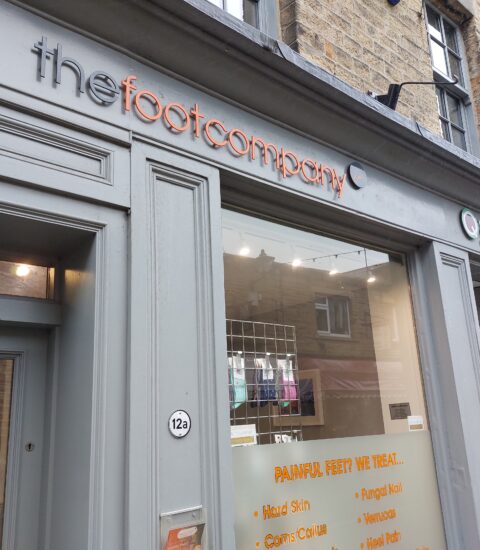 thefootcompany
12a
PAINFUL FEET? WE TREAT...
• Hard Skin
• Corns Callus
• Fungal Nail
• Verrucas
• Heel Pain